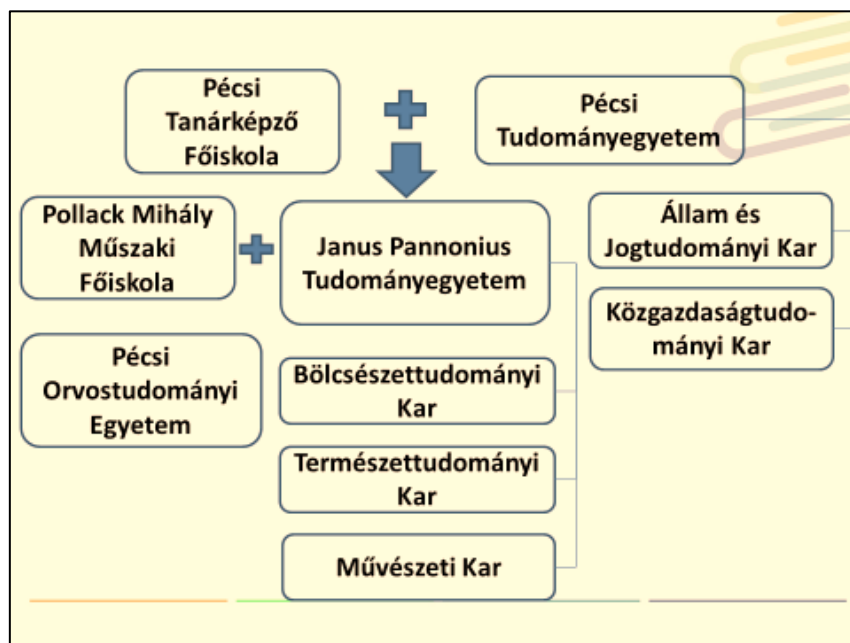 Pécsi
Tanárképző
Főiskola
Pécsi
Tudományegyetem
Pollack Mihály
Műszaki
Főiskola
Janus Pannonius
Tudományegyetem
Állam és
Jogtudományi Kar
Közgazdaságtudo-
mányi Kar
Pécsi
Orvostudományi
Egyetem
Bölcsészettudományi
Kar
Természettudományi
Kar
Művészeti Kar